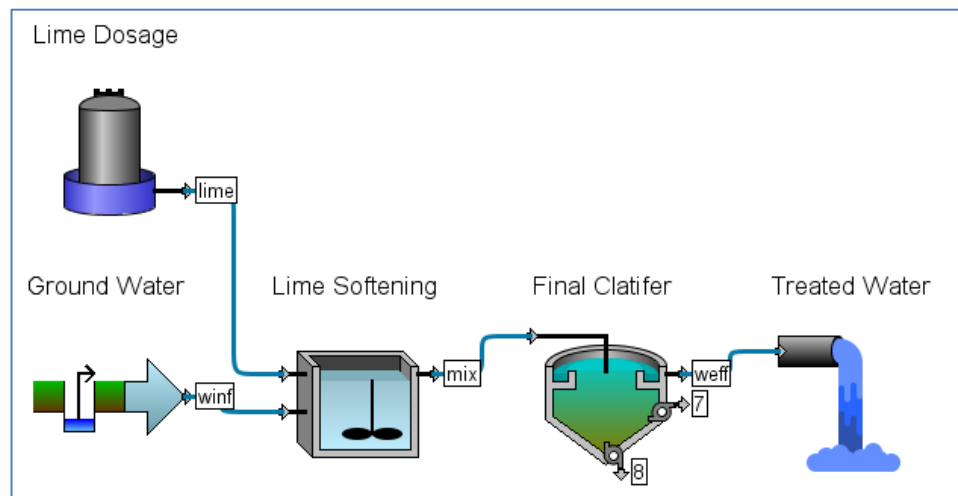 Lime Dosage
lime
Ground Water
Lime Softening
Final Clatifer
Treated Water
winf
mix
weff
7
8